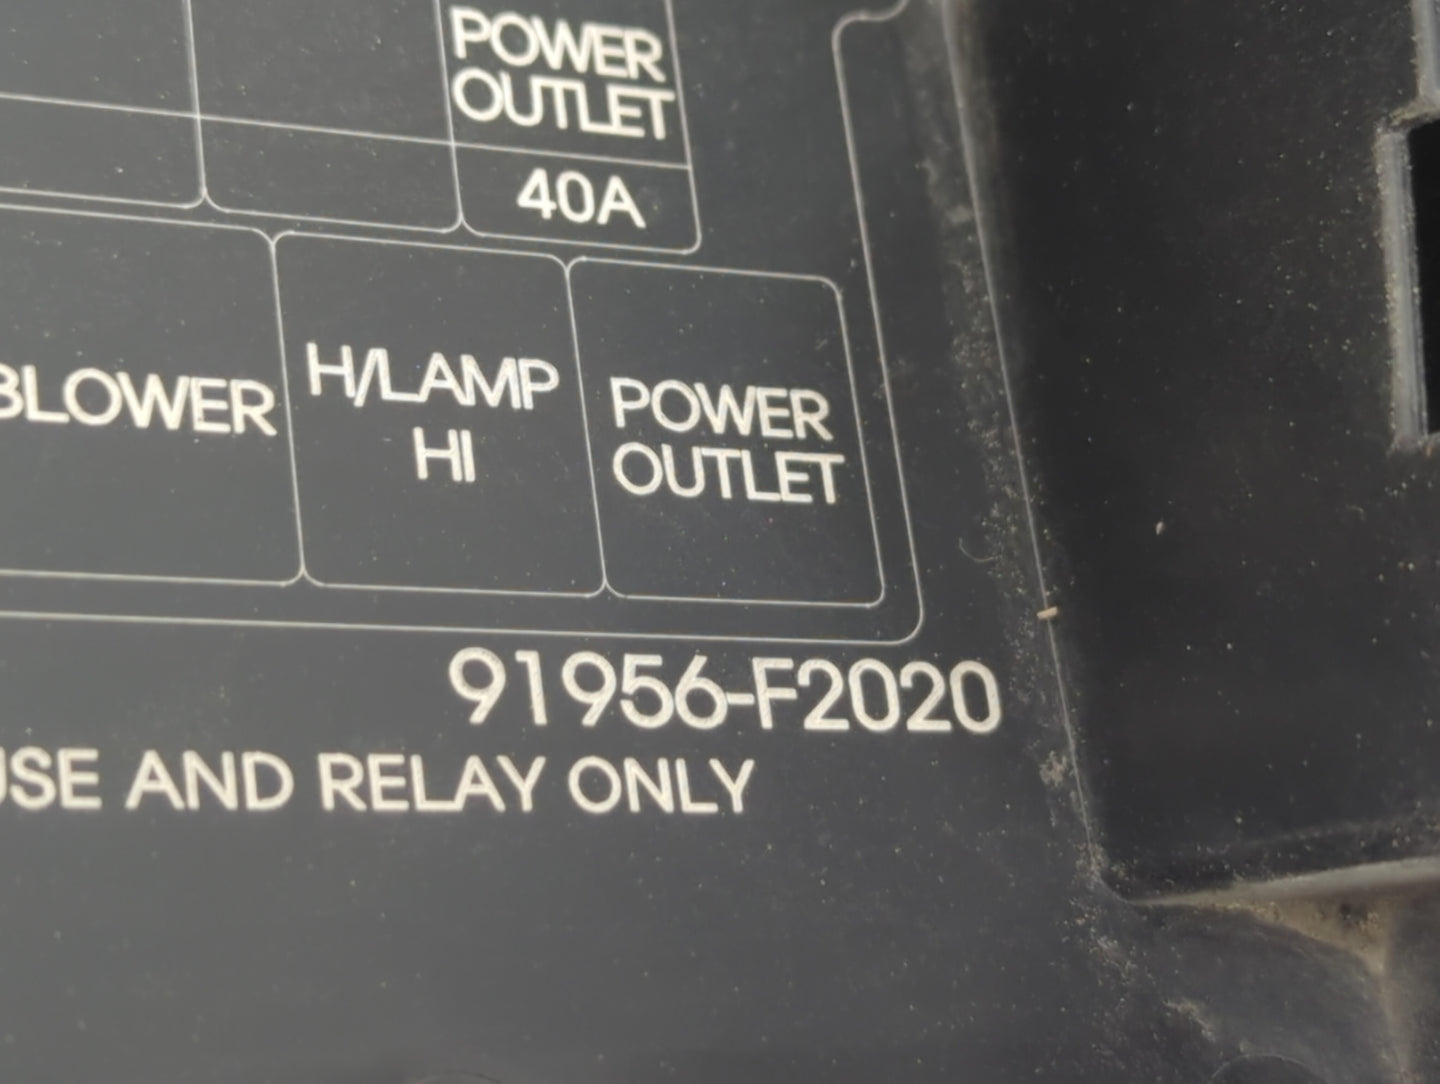 POWER
OUTLET
40A
BLOWER
H/LAMP
HI
POWER
OUTLET
91956-F2020
USE AND RELAY ONLY